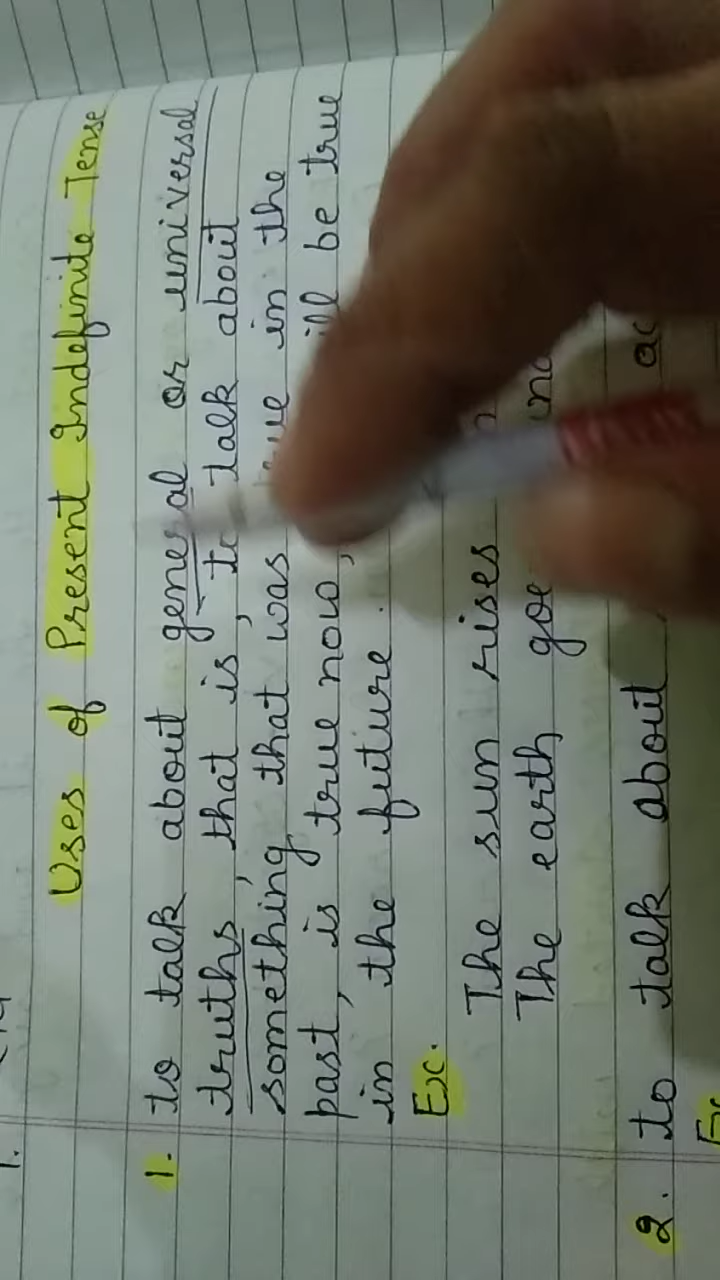 Uses of Present Indefinite Tense
1. to talk about general or universal
truths, that is, to talk about
something that was true in the
past, is true now, will be true
in the future.
Ex. The sun rises
The earth goe
2. to talk about